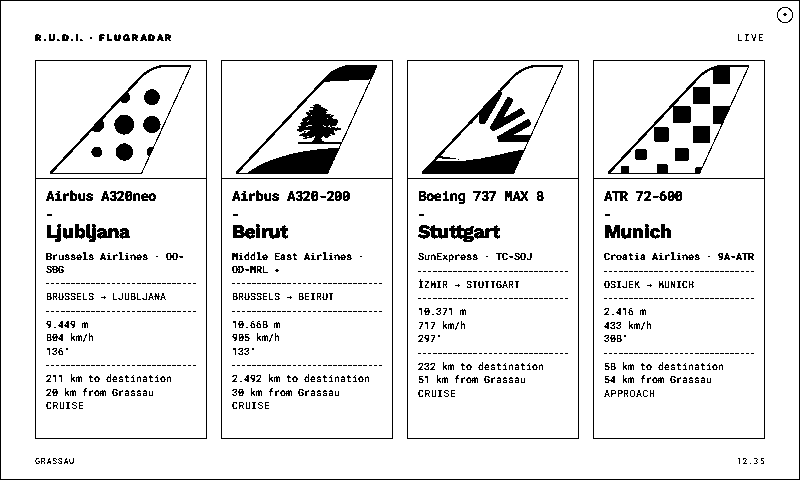 R.U.D.I. · FLUGRADAR
LIVE
Airbus A320neo
-
Ljubljana
Brussels Airlines · OO-
SBG
BRUSSELS → LJUBLJANA
9.449 m
804 km/h
136°
211 km to destination
20 km from Grassau
CRUISE
Airbus A320-200
-
Beirut
Middle East Airlines ·
OD-MRL ✦
BRUSSELS → BEIRUT
10.668 m
905 km/h
133°
2.492 km to destination
30 km from Grassau
CRUISE
Boeing 737 MAX 8
-
Stuttgart
SunExpress · TC-SOJ
İZMIR → STUTTGART
10.371 m
717 km/h
297°
232 km to destination
51 km from Grassau
CRUISE
ATR 72-600
-
Munich
Croatia Airlines · 9A-ATR
OSIJEK → MUNICH
2.416 m
433 km/h
308°
58 km to destination
54 km from Grassau
APPROACH
GRASSAU
12.35